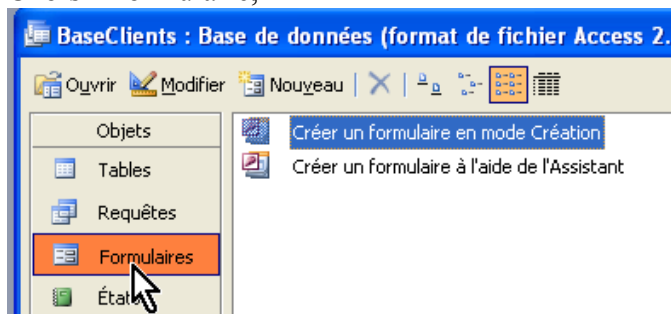 BaseClients : Base de données (format de fichier Access 2.
Ouvrir Modifier Nouveau
Objets
Créer un formulaire en mode Création
Tables
Créer un formulaire à l'aide de l'Assistant
Requêtes
Formulaires